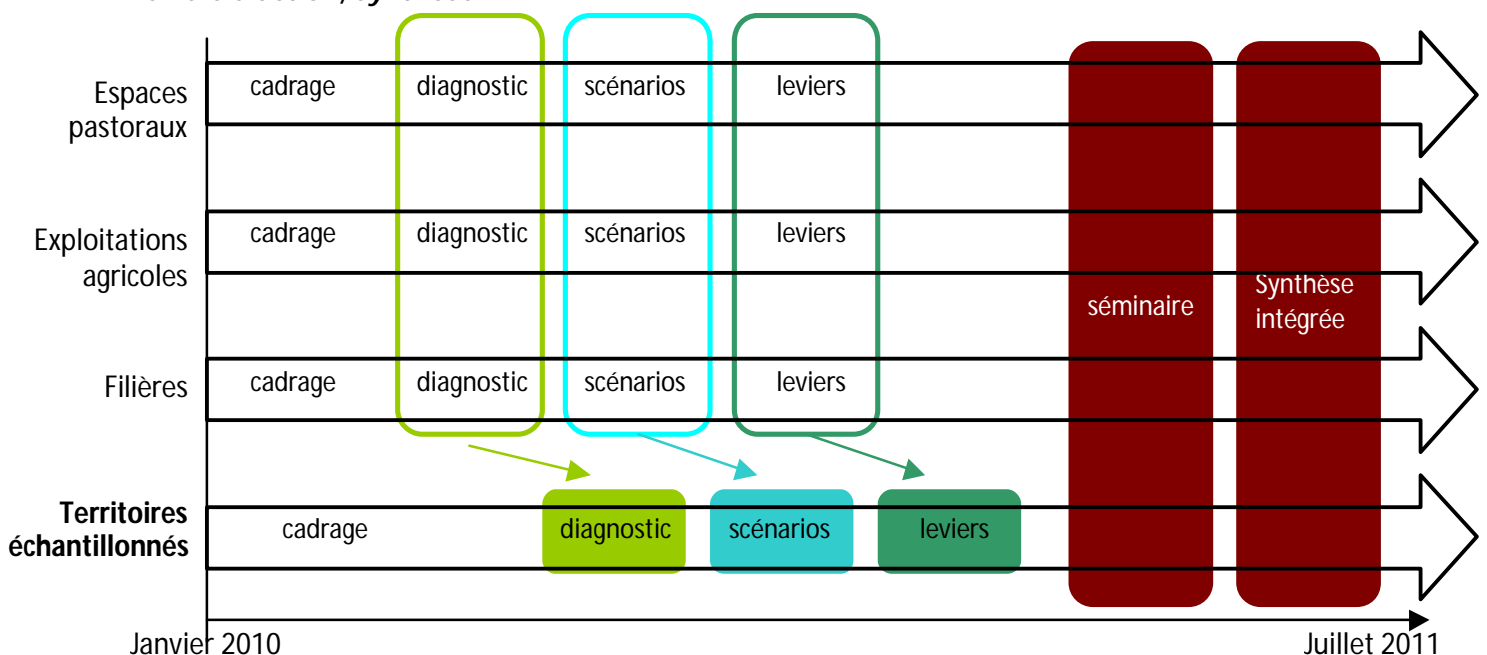 Espaces
pastoraux
cadrage
diagnostic
scénarios
leviers
Exploitations
agricoles
cadrage
diagnostic
scénarios
leviers
Filières
cadrage
diagnostic
scénarios
leviers
Territoires
échantillonnés
cadrage
diagnostic
scénarios
leviers
séminaire
Synthèse
intégrée
Janvier 2010
Juillet 2011